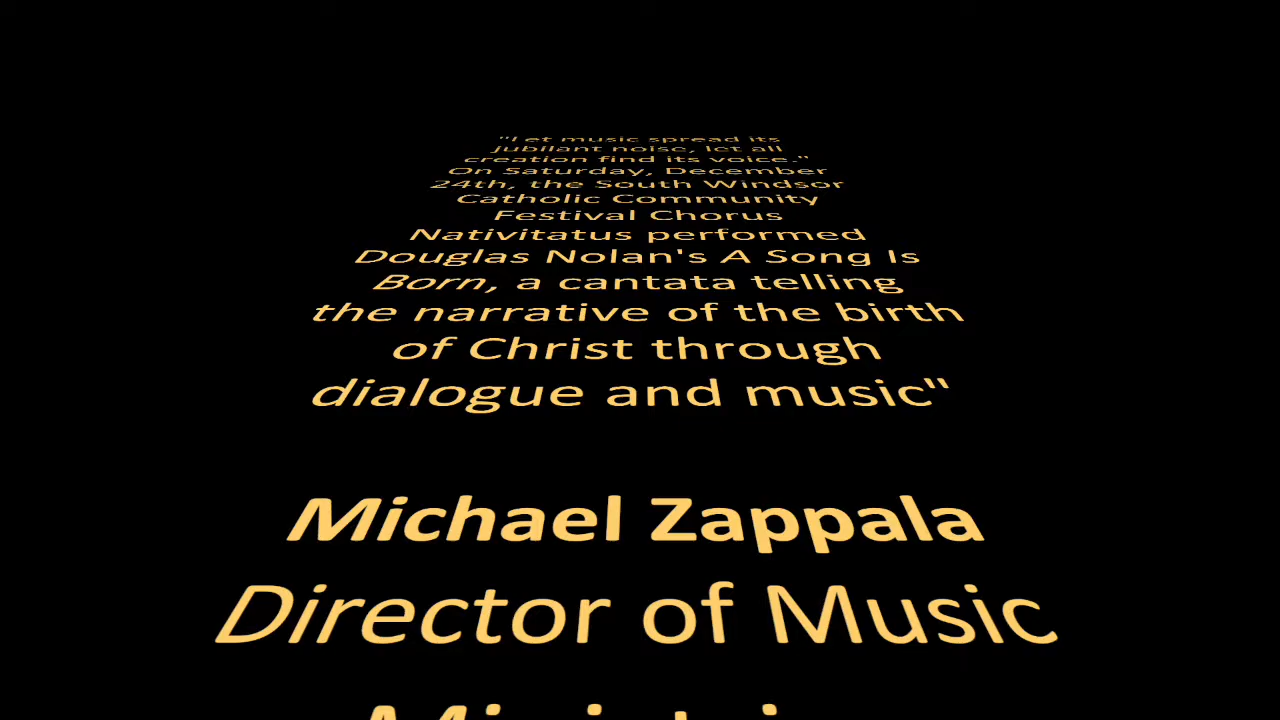 "Let music spread its
jubilant noise, let all
creation find its voice."
On Saturday, December
24th, the South Windsor
Catholic Community
Festival Chorus
Nativitatus performed
Douglas Nolan's A Song Is
Born, a cantata telling
the narrative of the birth
of Christ through
dialogue and music"
Michael Zappala
Director of Music